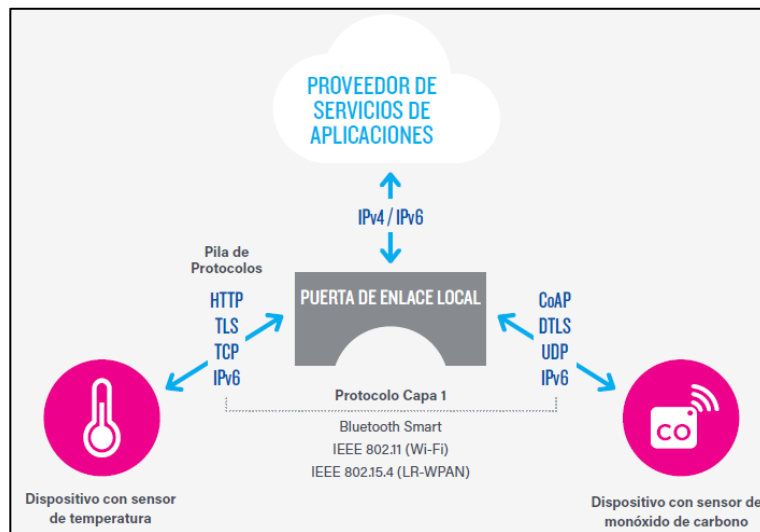 PROVEEDOR DE
SERVICIOS DE
APLICACIONES
IPv4 / IPv6
Pila de
Protocolos
HTTP
TLS
TCP
IPv6
PUERTA DE ENLACE LOCAL
CoAP
DTLS
UDP
IPv6
Protocolo Capa 1
Bluetooth Smart
IEEE 802.11 (Wi-Fi)
IEEE 802.15.4 (LR-WPAN)
CO
Dispositivo con sensor
de temperatura
Dispositivo con sensor de
monóxido de carbono